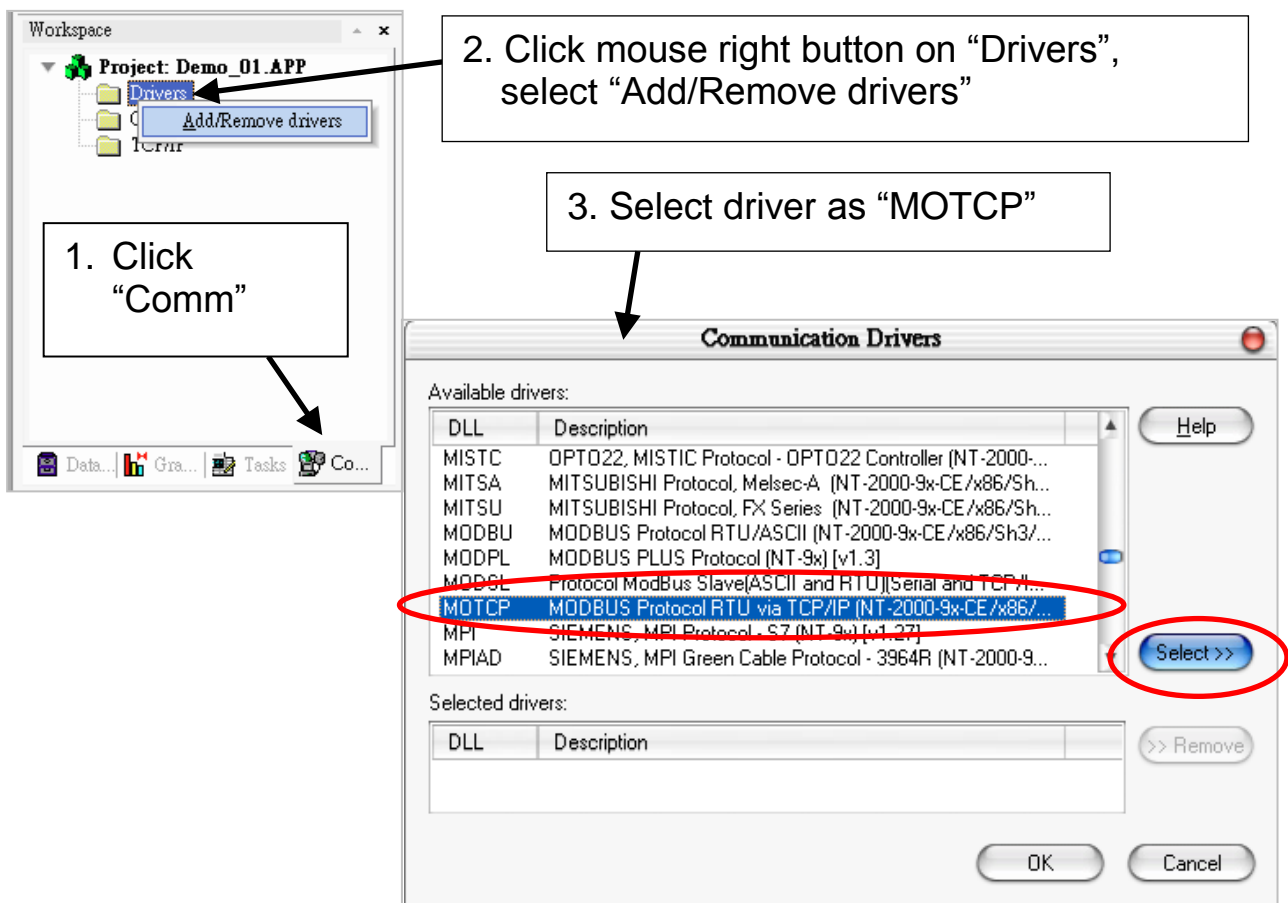 Workspace
Project: Demo_01.APP
Drivers
Add/Remove drivers
TCP/IP
2. Click mouse right button on “Drivers”,
select “Add/Remove drivers”
3. Select driver as “MOTCP”
1. Click
“Comm”
Data... Gra... Tasks Co...
Communication Drivers
Available drivers:
DLL Description
Help
MISTC OPTO22, MISTIC Protocol - OPTO22 Controller (NT-2000-...
MITSA MITSUBISHI Protocol, Melsec-A (NT-2000-9x-CE/x86/Sh...
MITSU MITSUBISHI Protocol, FX Series (NT-2000-9x-CE/x86/Sh...
MODBU MODBUS Protocol RTU/ASCII (NT-2000-9x-CE/x86/Sh3/...
MODPL MODBUS PLUS Protocol (NT-9x) [v1.3]
MODSL Protocol ModBus Slave(ASCII and RTU)(Serial and TCP/I...
MOTCP MODBUS Protocol RTU via TCP/IP (NT-2000-9x-CE/x86/...
MPI SIEMENS, MPI Protocol - S7 (NT-9x) [v1.27]
MPIAD SIEMENS, MPI Green Cable Protocol - 3964R (NT-2000-9...
Select >>
Selected drivers:
DLL Description
>> Remove
OK Cancel